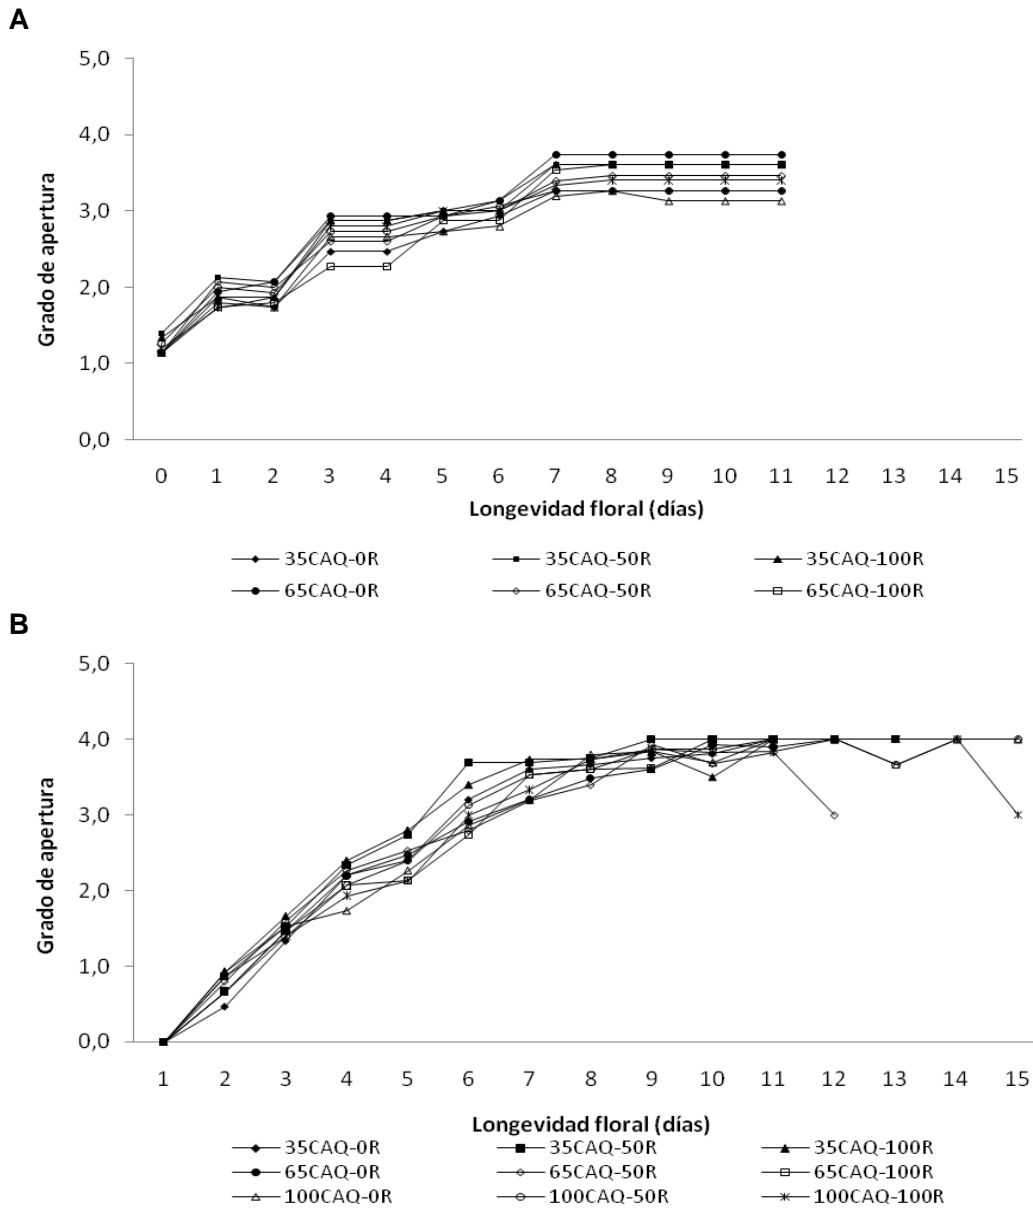 A
5,0
4,0
3,0
2,0
1,0
0,0
Grado de apertura
0 1 2 3 4 5 6 7 8 9 10 11 12 13 14 15
Longevidad floral (días)
35CAQ-0R 35CAQ-50R 35CAQ-100R
65CAQ-0R 65CAQ-50R 65CAQ-100R
B
5,0
4,0
3,0
2,0
1,0
0,0
Grado de apertura
1 2 3 4 5 6 7 8 9 10 11 12 13 14 15
Longevidad floral (días)
35CAQ-0R 35CAQ-50R 35CAQ-100R
65CAQ-0R 65CAQ-50R 65CAQ-100R
100CAQ-0R 100CAQ-50R 100CAQ-100R